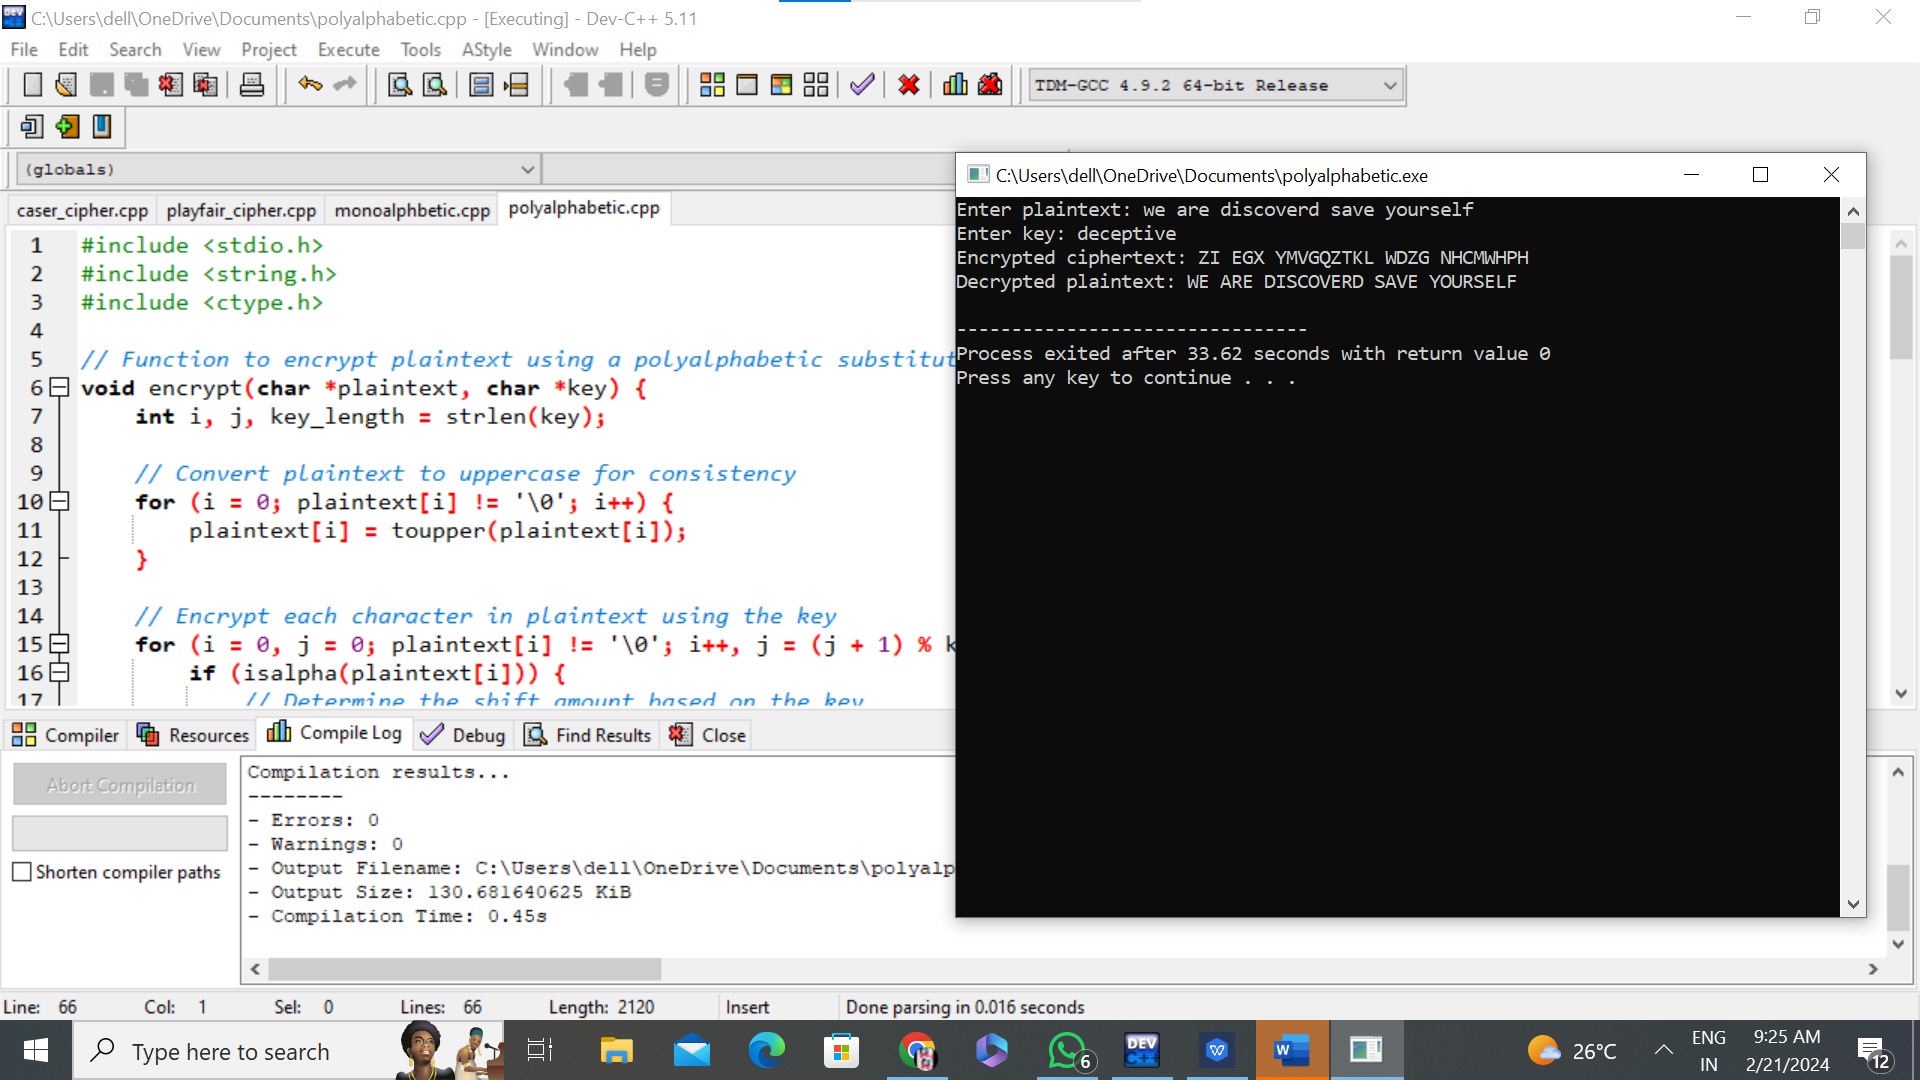 C:\Users\dell\OneDrive\Documents\polyalphabetic.cpp - [Executing] - Dev-C++ 5.11
File Edit Search View Project Execute Tools AStyle Window Help
TDM-GCC 4.9.2 64-bit Release
(globals)
caser_cipher.cpp playfair_cipher.cpp monoalphbetic.cpp polyalphabetic.cpp
1 #include <stdio.h>
2 #include <string.h>
3 #include <ctype.h>
4
5 // Function to encrypt plaintext using a polyalphabetic substitut
6 void encrypt(char *plaintext, char *key) {
7 int i, j, key_length = strlen(key);
8
9 // Convert plaintext to uppercase for consistency
10 for (i = 0; plaintext[i] != '\0'; i++) {
11 plaintext[i] = toupper(plaintext[i]);
12 }
13
14 // Encrypt each character in plaintext using the key
15 for (i = 0, j = 0; plaintext[i] != '\0'; i++, j = (j + 1) % k
16 if (isalpha(plaintext[i])) {
17 // Determine the shift amount based on the key
C:\Users\dell\OneDrive\Documents\polyalphabetic.exe
Enter plaintext: we are discoverd save yourself
Enter key: deceptive
Encrypted ciphertext: ZI EGX YMVGQZTKL WDZG NHCMWHPH
Decrypted plaintext: WE ARE DISCOVERD SAVE YOURSELF
--------------------------------
Process exited after 33.62 seconds with return value 0
Press any key to continue . . .
Compiler Resources Compile Log Debug Find Results Close
Abort Compilation
Shorten compiler paths
Compilation results...
--------
- Errors: 0
- Warnings: 0
- Output Filename: C:\Users\dell\OneDrive\Documents\polyalp
- Output Size: 130.681640625 KiB
- Compilation Time: 0.45s
Line: 66 Col: 1 Sel: 0 Lines: 66 Length: 2120 Insert Done parsing in 0.016 seconds
Type here to search
6
DEV
W
26°C
ENG
IN
9:25 AM
2/21/2024
12